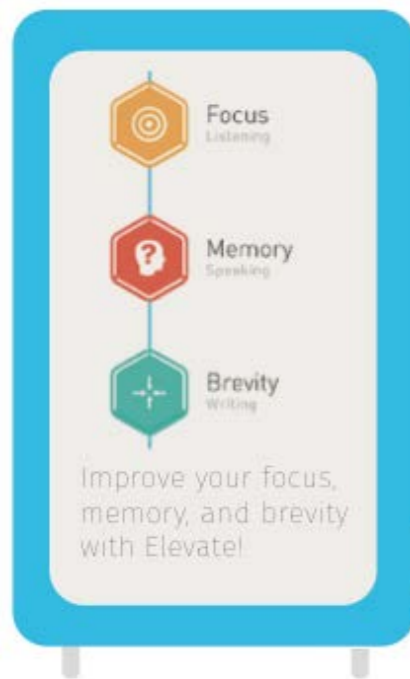 Focus
Listening
Memory
Speaking
Brevity
Writing
Improve your focus,
memory, and brevity
with Elevate!